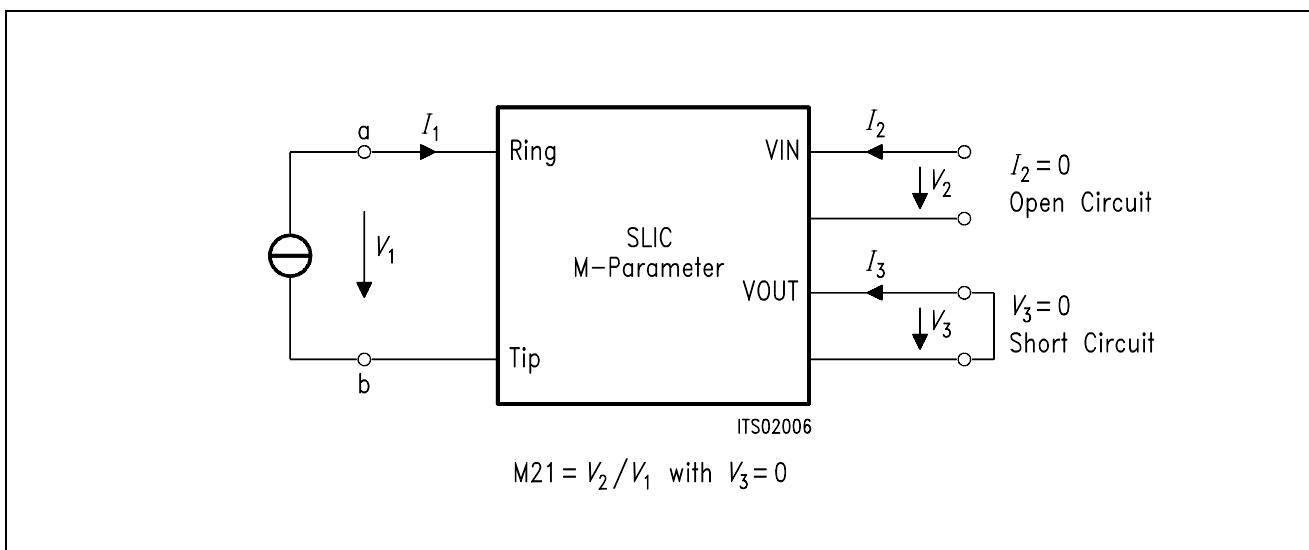 a
I1
Ring
V1
Tip
b
SLIC
M-Parameter
VIN
VOUT
I2
V2
I2 = 0
Open Circuit
I3
V3
V3 = 0
Short Circuit
ITS02006
M21 = V2/V1 with V3 = 0